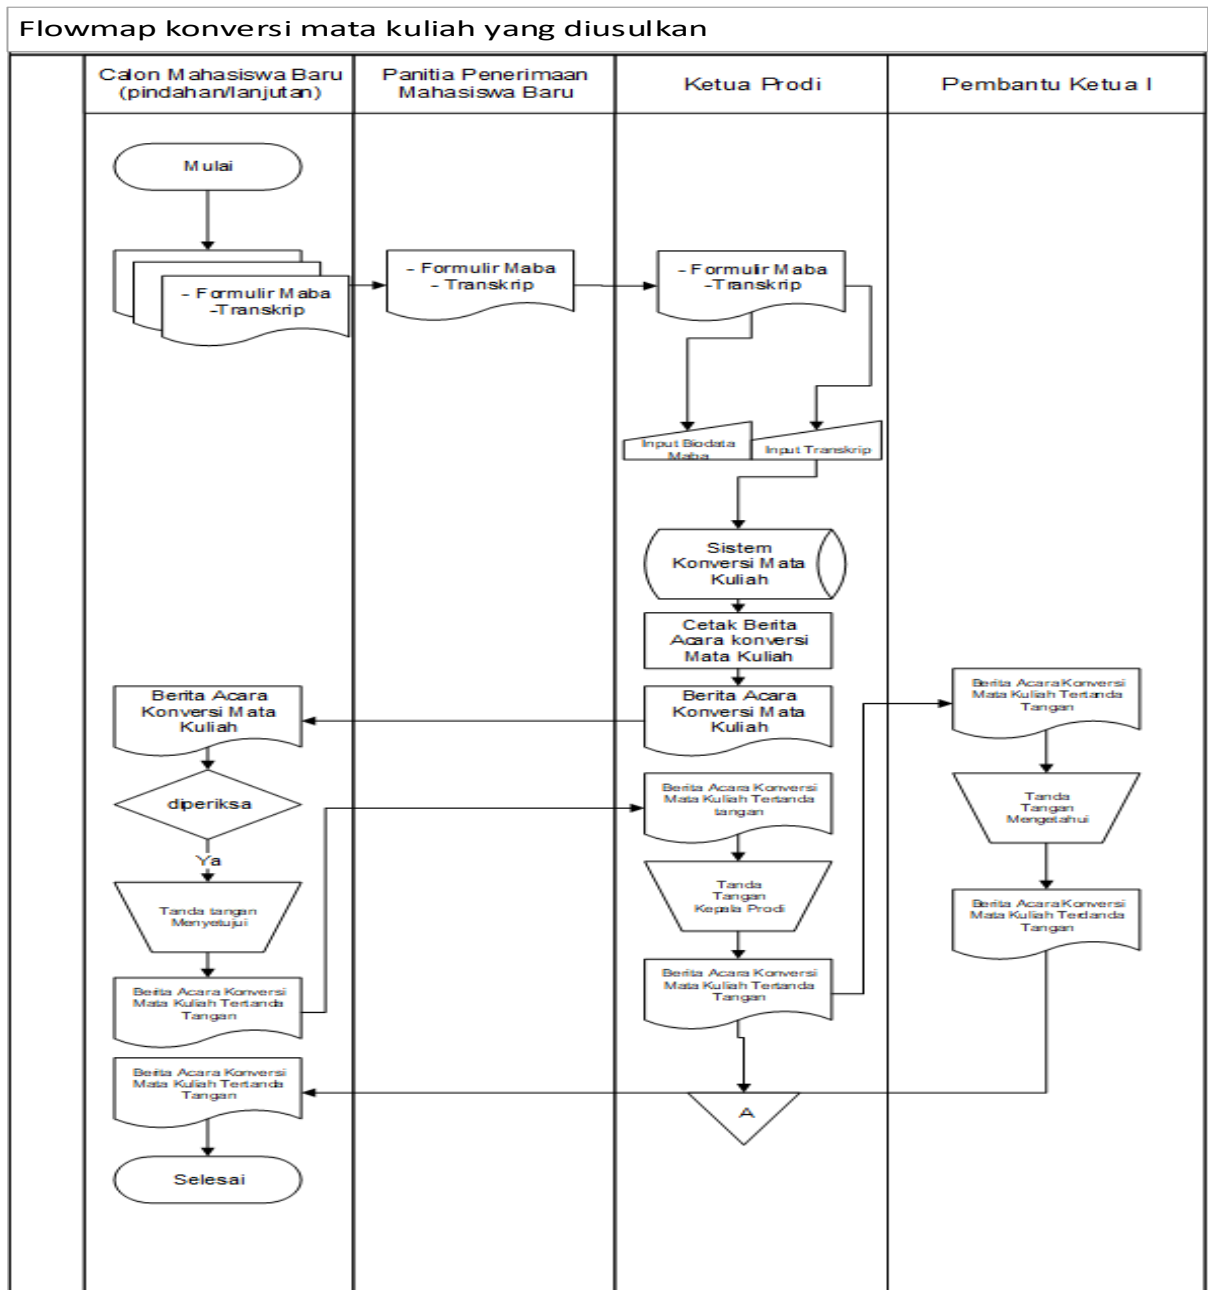 Flowmap konversi mata kuliah yang diusulkan
Calon Mahasiswa Baru
(pindahan/lanjutan)
Panitia Penerimaan
Mahasiswa Baru
Ketua Prodi
Pembantu Ketua I
Mulai
- Formulir Maba
-Transkrip
- Formulir Maba
- Transkrip
- Formulir Maba
-Transkrip
Input Biodata
Maba
Input Transkrip
Sistem
Konversi Mata
Kuliah
Cetak Berita
Acara konversi
Mata Kuliah
Berita Acara
Konversi Mata
Kuliah
Berita Acara
Konversi Mata
Kuliah
Berita Acara Konversi
Mata Kuliah Tertanda
Tangan
diperiksa
Ya
Berita Acara Konversi
Mata Kuliah Tertanda
tangan
Tanda
Tangan
Mengetahui
Tanda tangan
Menyetujui
Tanda
Tangan
Kepala Prodi
Berita Acara Konversi
Mata Kuliah Terdanda
Tangan
Berita Acara Konversi
Mata Kuliah Tertanda
Tangan
Berita Acara Konversi
Mata Kuliah Tertanda
Tangan
Berita Acara Konversi
Mata Kuliah Tertanda
Tangan
A
Selesai